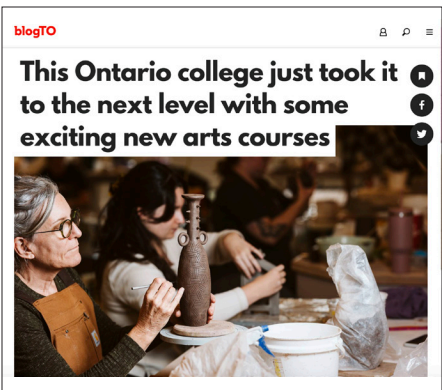 blogTO
This Ontario college just took it
to the next level with some
exciting new arts courses